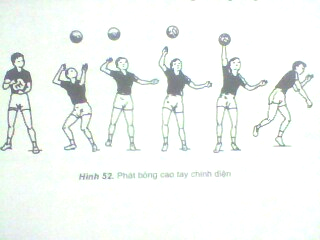 Hình 52. Phát bóng cao tay chính diện